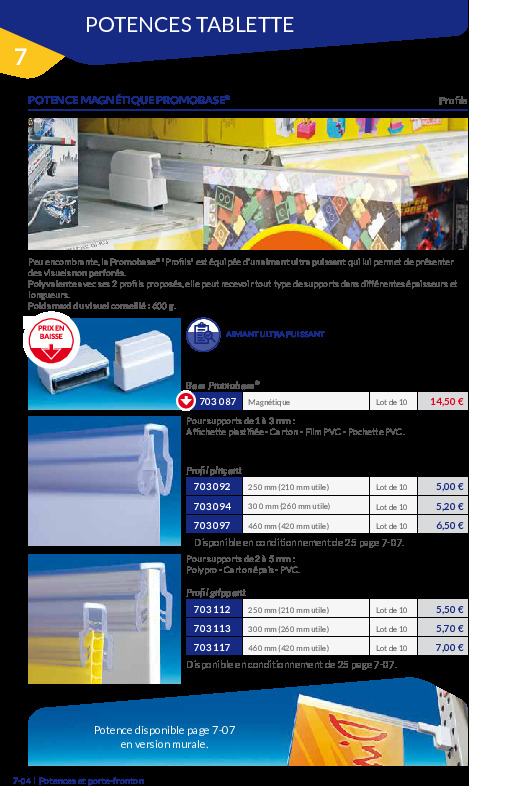 POTENCES TABLETTE
7
POTENCE MAGNÉTIQUE PROMOBASE®
Profils
Peu encombrante, la Promobase® "Profils" est équipée d'un aimant ultra puissant qui lui permet de présenter
des visuels non perforés.
Polyvalente avec ses 2 profils proposés, elle peut recevoir tout type de supports dans différentes épaisseurs et
longueurs.
Poids maxi du visuel conseillé : 600 g.
PRIX EN
BAISSE
AIMANT ULTRA PUISSANT
Base Promobase®
703 087 Magnétique Lot de 10 14,50 €
Pour supports de 1 à 3 mm :
Affichette plastifiée - Carton - Film PVC - Pochette PVC.
Profil pinçant
703 092 250 mm (210 mm utile) Lot de 10 5,00 €
703 094 300 mm (260 mm utile) Lot de 10 5,20 €
703 097 460 mm (420 mm utile) Lot de 10 6,50 €
Disponible en conditionnement de 25 page 7-07.
Pour supports de 2 à 5 mm :
Polypro - Carton épais - PVC.
Profil grippant
703 112 250 mm (210 mm utile) Lot de 10 5,50 €
703 113 300 mm (260 mm utile) Lot de 10 5,70 €
703 117 460 mm (420 mm utile) Lot de 10 7,00 €
Disponible en conditionnement de 25 page 7-07.
Potence disponible page 7-07
en version murale.
7-04 | Potences et porte-fronton